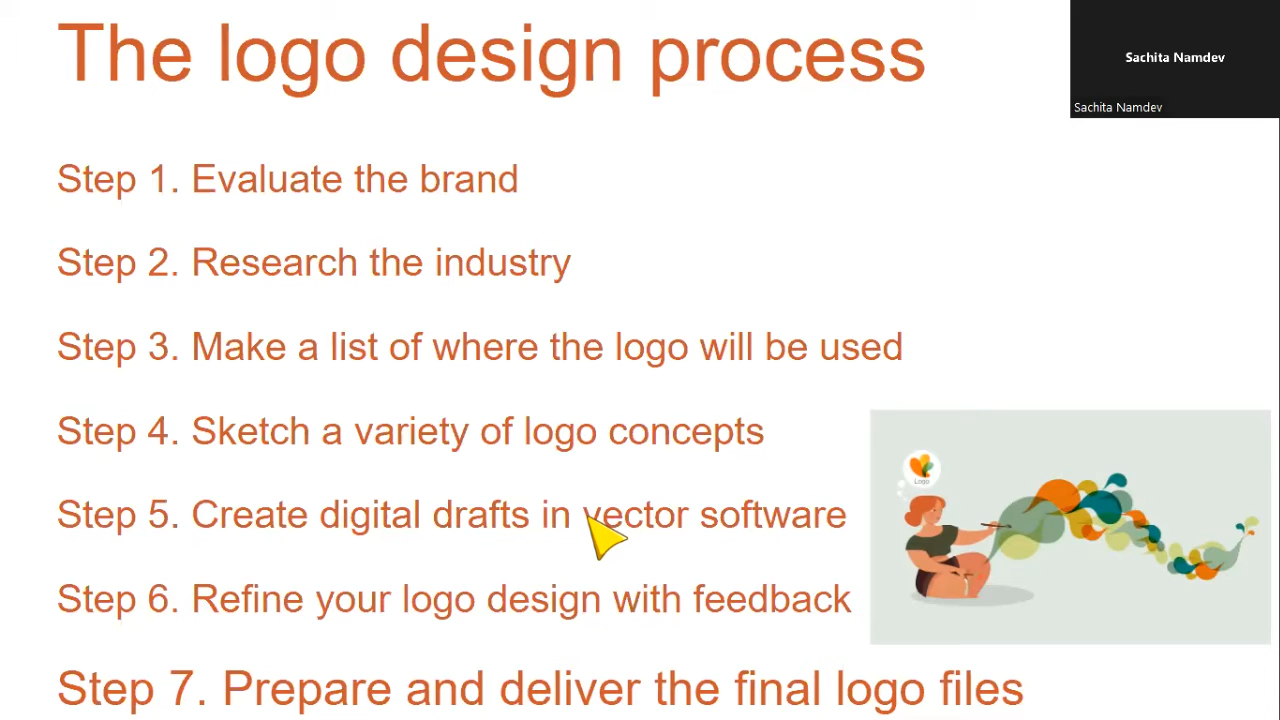 The logo design process
Sachita Namdev
Sachita Namdev
Step 1. Evaluate the brand
Step 2. Research the industry
Step 3. Make a list of where the logo will be used
Step 4. Sketch a variety of logo concepts
Logo
Step 5. Create digital drafts in vector software
Step 6. Refine your logo design with feedback
Step 7. Prepare and deliver the final logo files